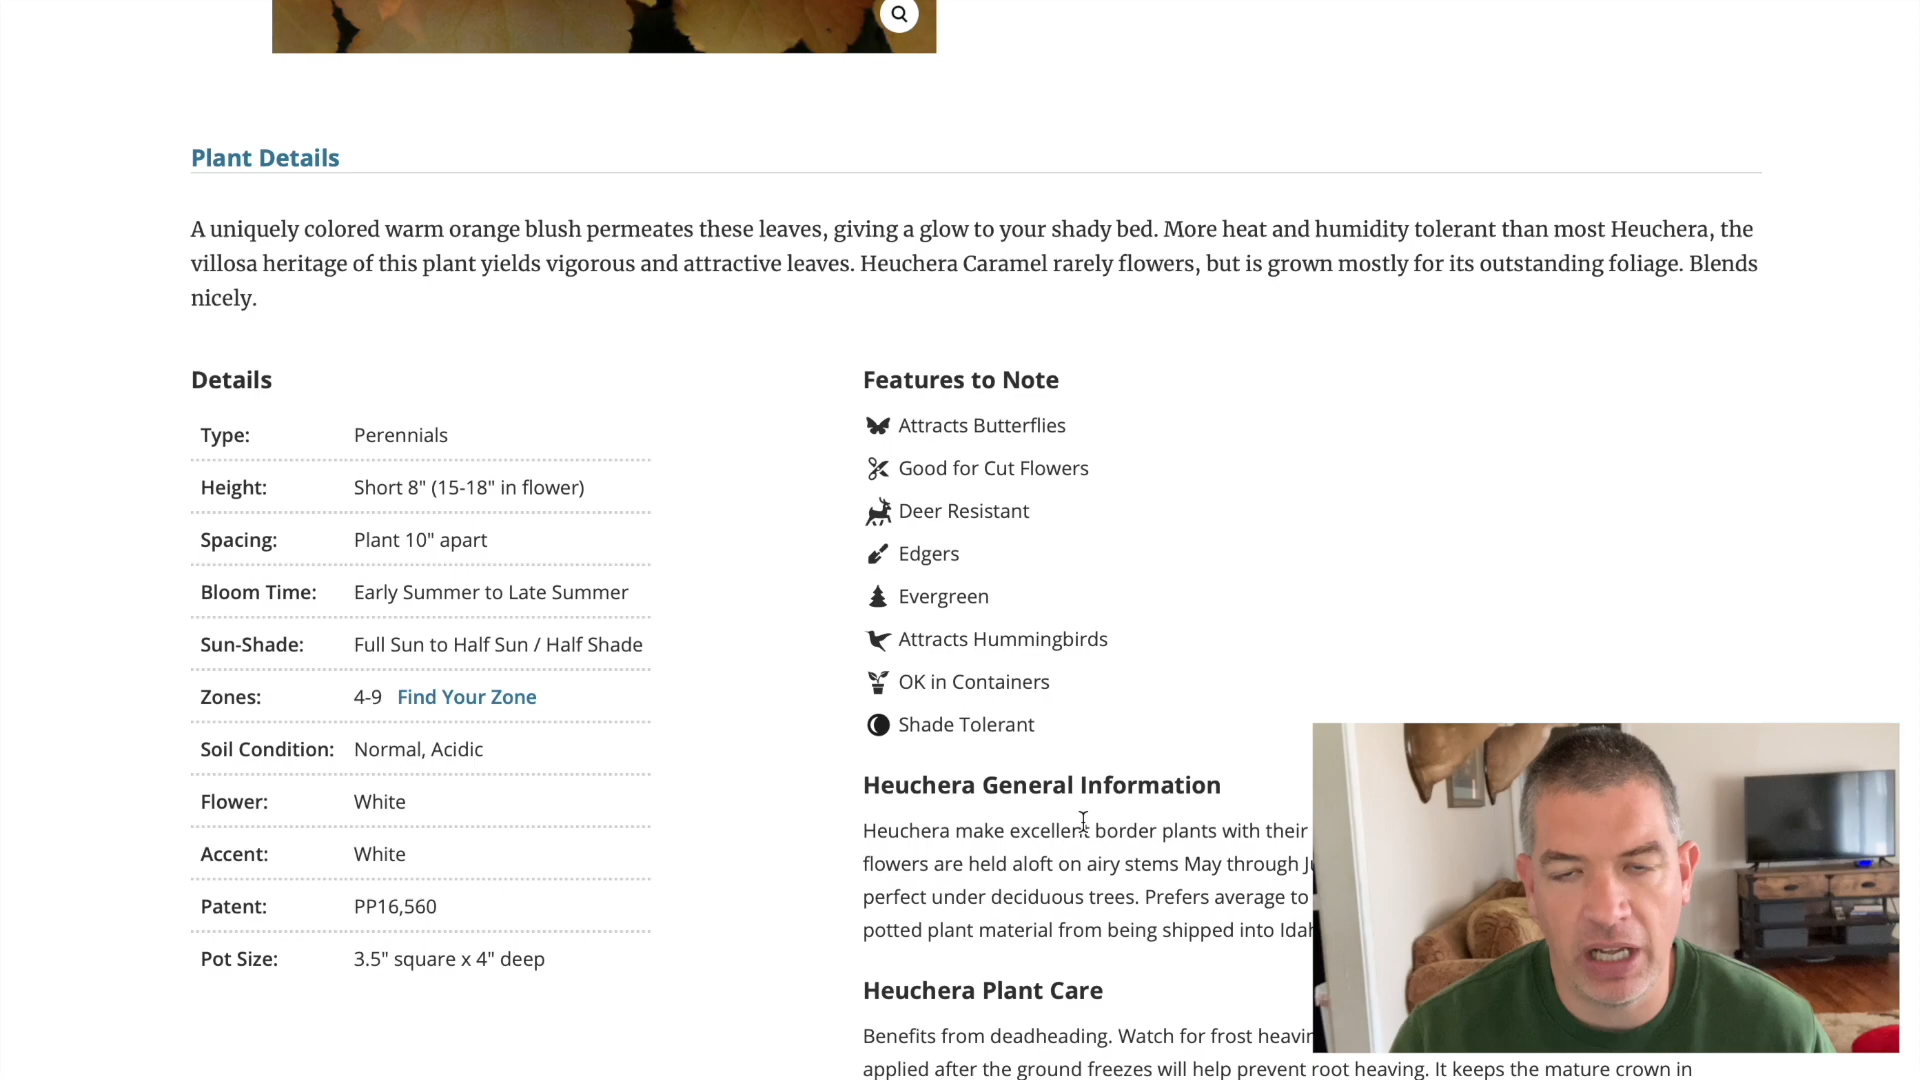 Plant Details
A uniquely colored warm orange blush permeates these leaves, giving a glow to your shady bed. More heat and humidity tolerant than most Heuchera, the
villosa heritage of this plant yields vigorous and attractive leaves. Heuchera Caramel rarely flowers, but is grown mostly for its outstanding foliage. Blends
nicely.
Details
Type: Perennials
Height: Short 8" (15-18" in flower)
Spacing: Plant 10" apart
Bloom Time: Early Summer to Late Summer
Sun-Shade: Full Sun to Half Sun / Half Shade
Zones: 4-9 Find Your Zone
Soil Condition: Normal, Acidic
Flower: White
Accent: White
Patent: PP16,560
Pot Size: 3.5" square x 4" deep
Features to Note
Attracts Butterflies
Good for Cut Flowers
Deer Resistant
Edgers
Evergreen
Attracts Hummingbirds
OK in Containers
Shade Tolerant
Heuchera General Information
Heuchera make excellent border plants with their
flowers are held aloft on airy stems May through
perfect under deciduous trees. Prefers average to
potted plant material from being shipped into
Heuchera Plant Care
Benefits from deadheading. Watch for frost
applied after the ground freezes will help prevent root heaving. It keeps the mature crown in